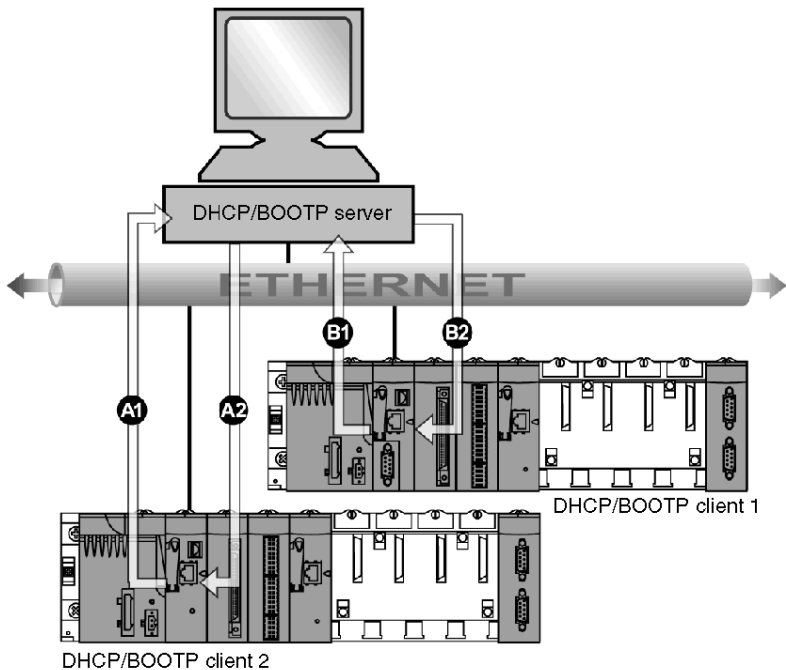 DHCP/BOOTP server
ETHERNET
B1
B2
A1
A2
DHCP/BOOTP client 1
DHCP/BOOTP client 2